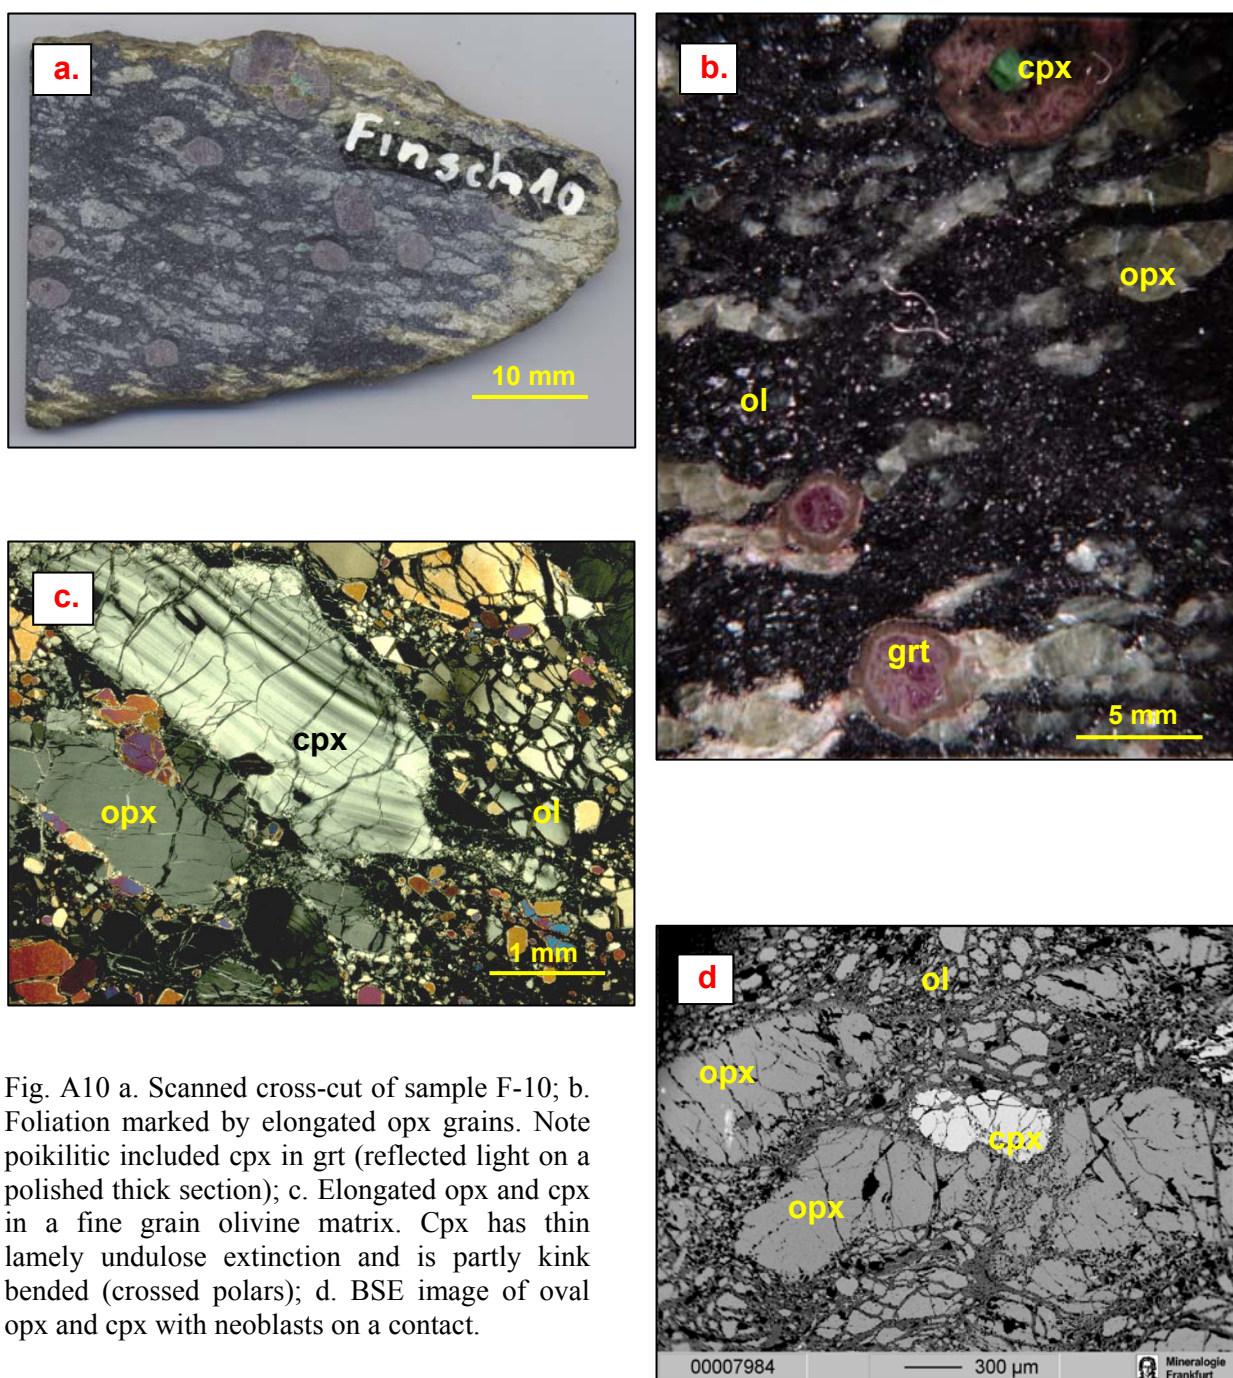 a.
Finsch10
10 mm
b.
cpx
opx
ol
grt
5 mm
c.
cpx
opx
ol
1 mm
d
ol
opx
cpx
opx
00007984
300 µm
Mineralogie
Frankfurt
Fig. A10 a. Scanned cross-cut of sample F-10; b.
Foliation marked by elongated opx grains. Note
poikilitic included cpx in grt (reflected light on a
polished thick section); c. Elongated opx and cpx
in a fine grain olivine matrix. Cpx has thin
lamely undulose extinction and is partly kink
bended (crossed polars); d. BSE image of oval
opx and cpx with neoblasts on a contact.